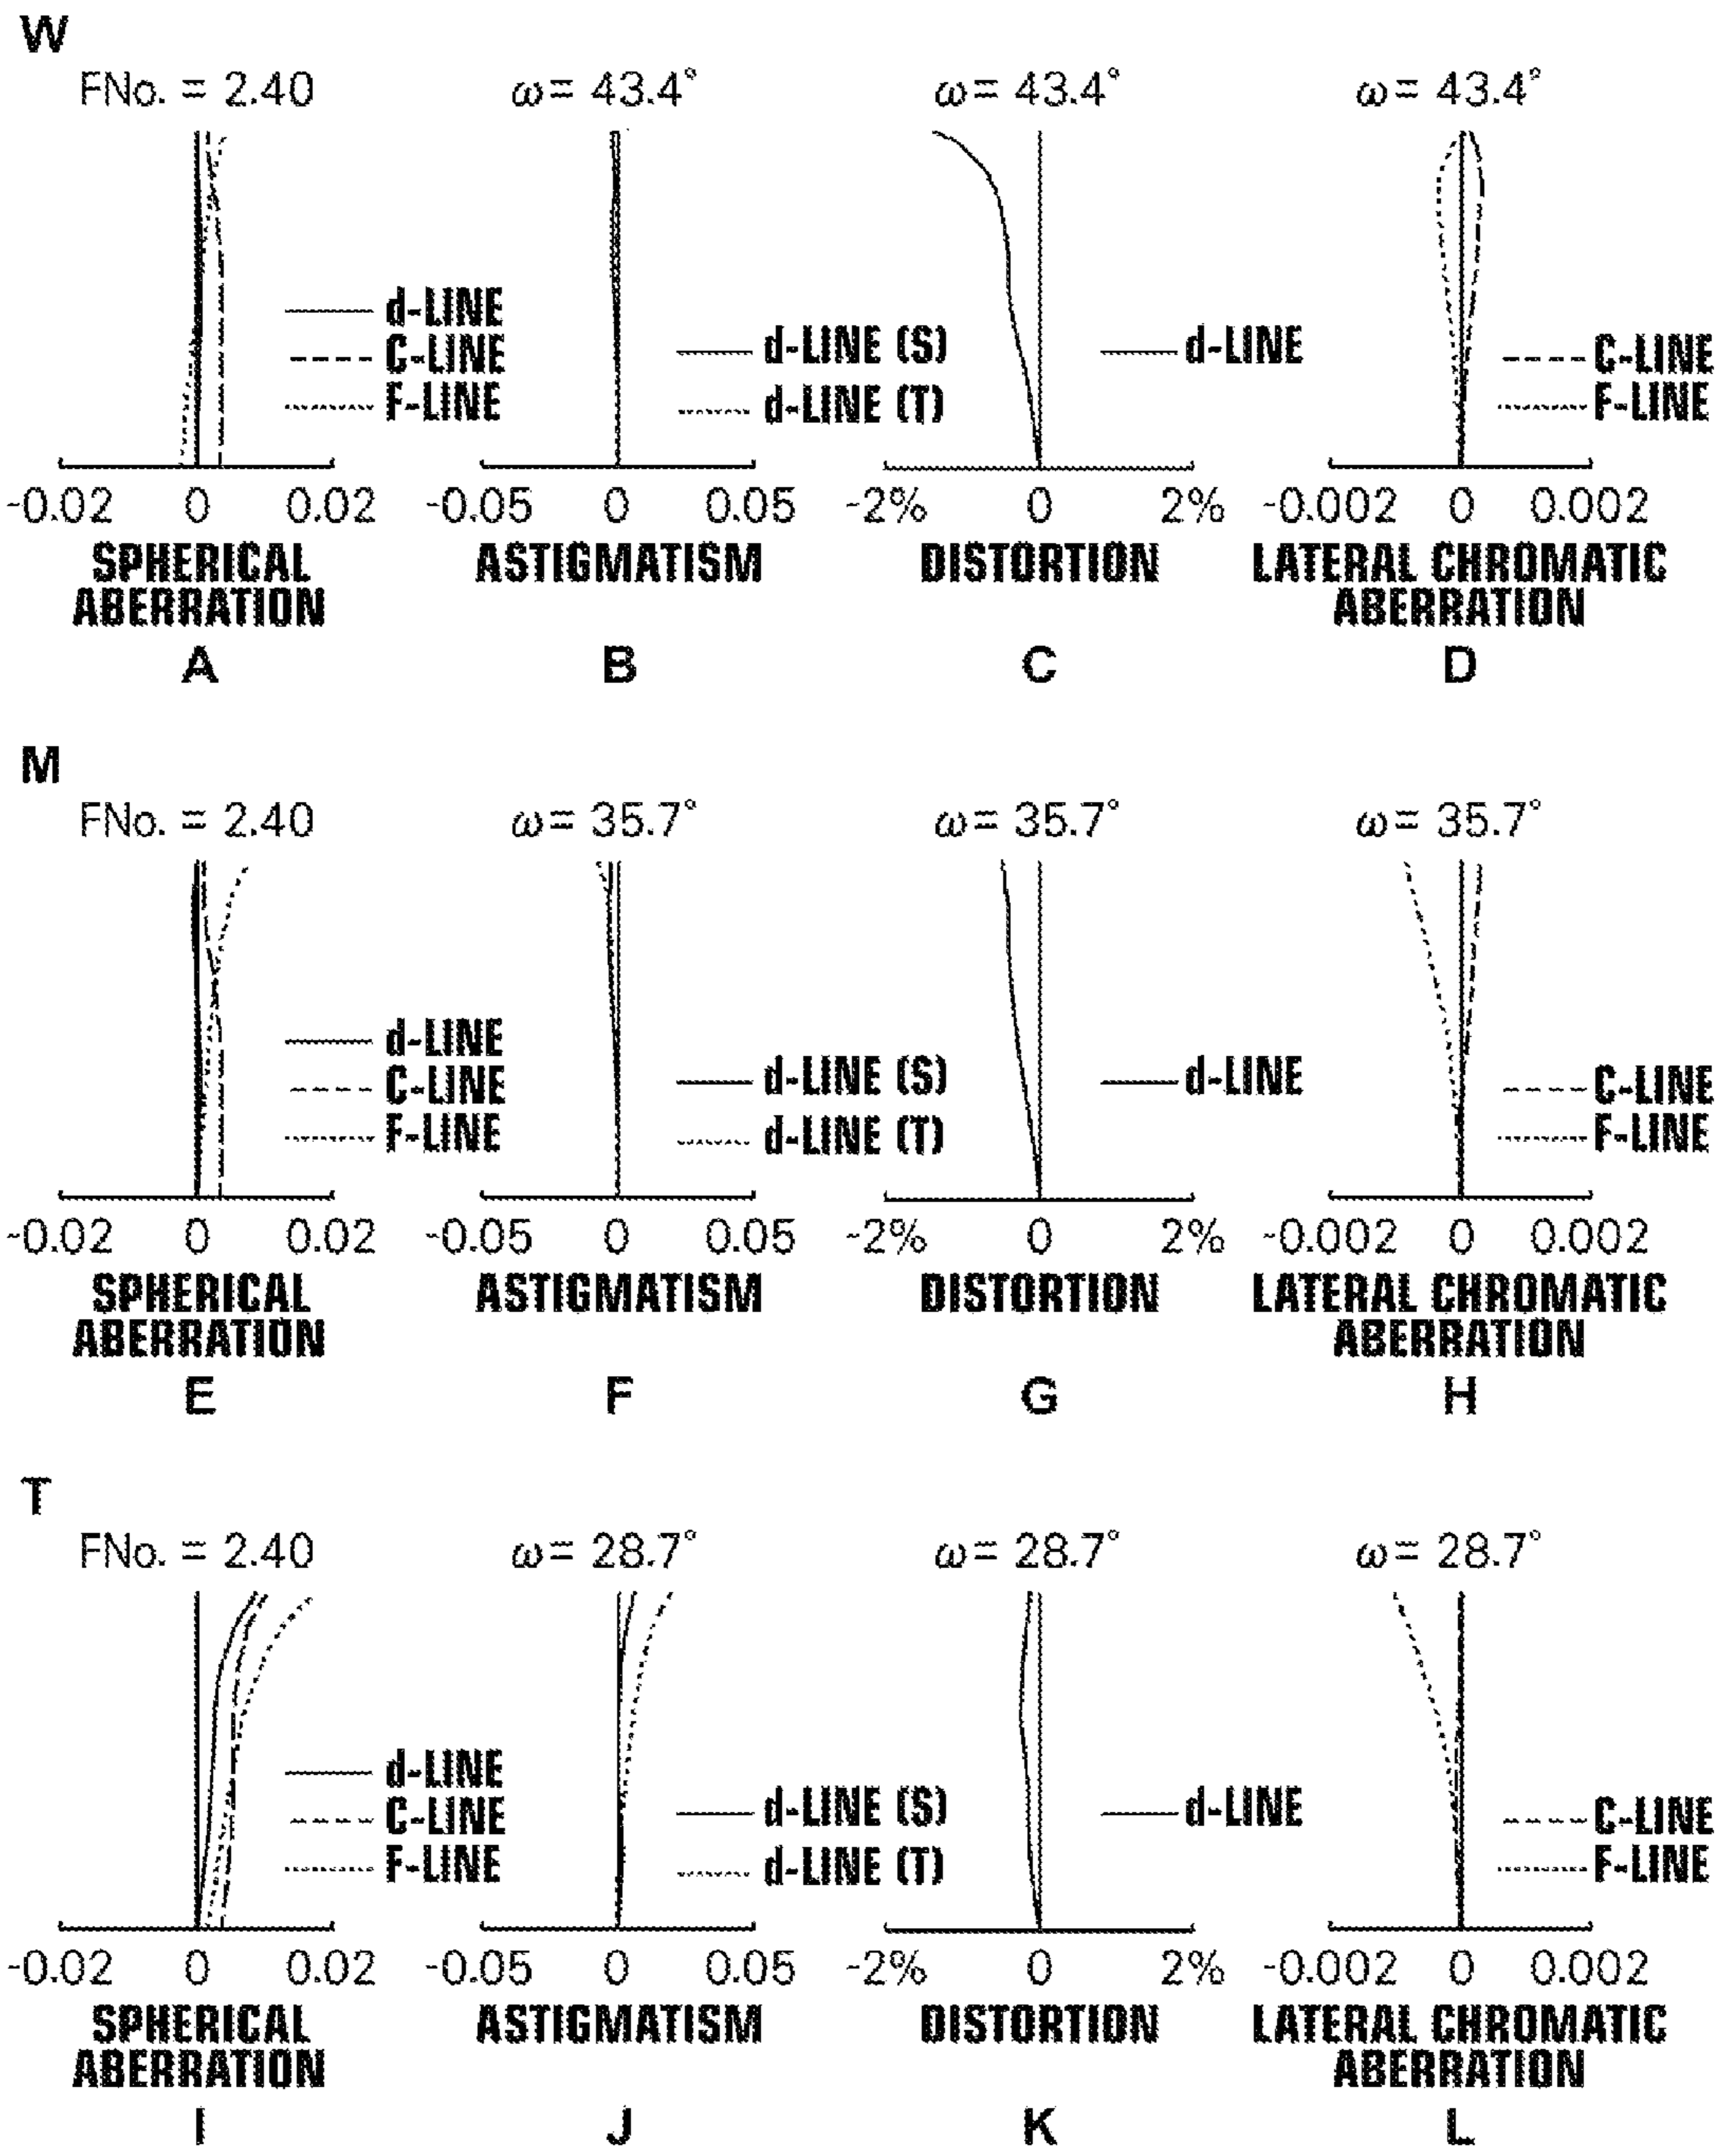 W
FNo. = 2.40
ω= 43.4°
ω= 43.4°
ω= 43.4°
d-LINE
C-LINE
F-LINE
d-LINE (S)
d-LINE (T)
d-LINE
C-LINE
F-LINE
-0.02 0 0.02
-0.05 0 0.05
-2% 0 2%
-0.002 0 0.002
SPHERICAL
ABERRATION
ASTIGMATISM
DISTORTION
LATERAL CHROMATIC
ABERRATION
A
B
C
D
M
FNo. = 2.40
ω= 35.7°
ω= 35.7°
ω= 35.7°
d-LINE
C-LINE
F-LINE
d-LINE (S)
d-LINE (T)
d-LINE
C-LINE
F-LINE
-0.02 0 0.02
-0.05 0 0.05
-2% 0 2%
-0.002 0 0.002
SPHERICAL
ABERRATION
ASTIGMATISM
DISTORTION
LATERAL CHROMATIC
ABERRATION
E
F
G
H
T
FNo. = 2.40
ω= 28.7°
ω= 28.7°
ω= 28.7°
d-LINE
C-LINE
F-LINE
d-LINE (S)
d-LINE (T)
d-LINE
C-LINE
F-LINE
-0.02 0 0.02
-0.05 0 0.05
-2% 0 2%
-0.002 0 0.002
SPHERICAL
ABERRATION
ASTIGMATISM
DISTORTION
LATERAL CHROMATIC
ABERRATION
I
J
K
L